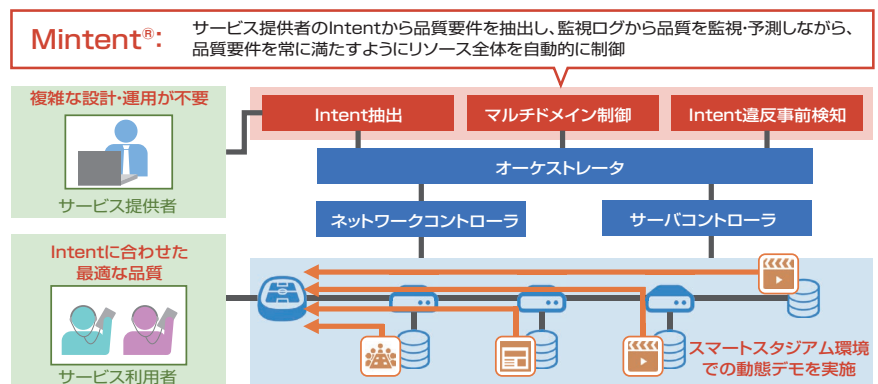 Mintent®：
サービス提供者のIntentから品質要件を抽出し、監視ログから品質を監視・予測しながら、
品質要件を常に満たすようにリソース全体を自動的に制御
複雑な設計・運用が不要
サービス提供者
Intent抽出
マルチドメイン制御
Intent違反事前検知
オーケストレータ
ネットワークコントローラ
サーバコントローラ
Intentに合わせた
最適な品質
サービス利用者
スマートスタジアム環境
での動態デモを実施